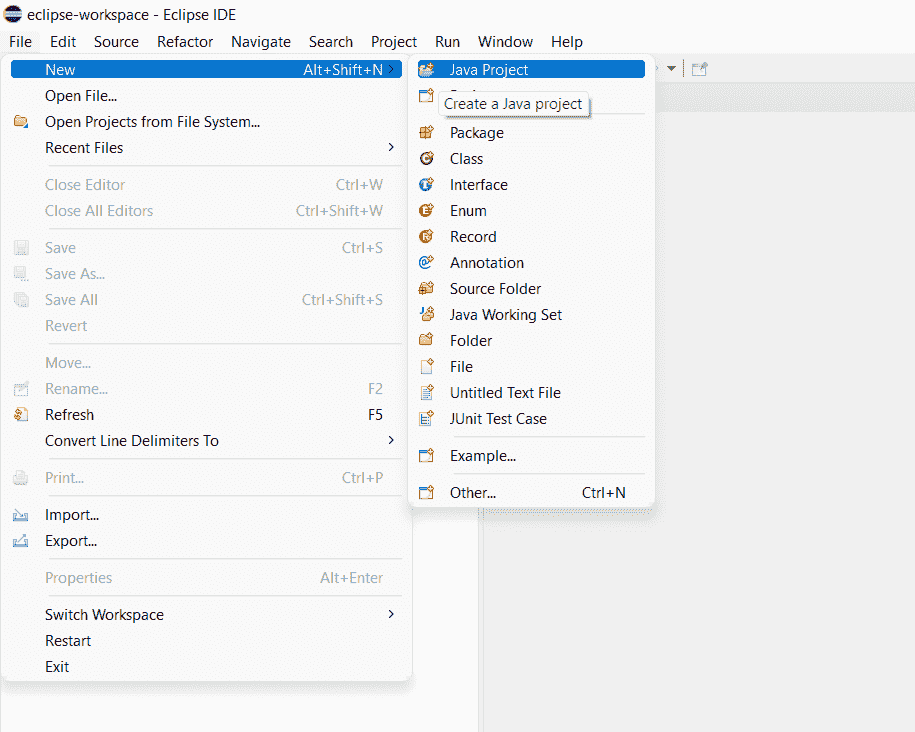 eclipse-workspace - Eclipse IDE
File Edit Source Refactor Navigate Search Project Run Window Help
New Alt+Shift+N
Open File...
Open Projects from File System...
Recent Files
Close Editor Ctrl+W
Close All Editors Ctrl+Shift+W
Save Ctrl+S
Save As...
Save All Ctrl+Shift+S
Revert
Move...
Rename... F2
Refresh F5
Convert Line Delimiters To
Print... Ctrl+P
Import...
Export...
Properties Alt+Enter
Switch Workspace
Restart
Exit
Java Project
Create a Java project
Package
Class
Interface
Enum
Record
Annotation
Source Folder
Java Working Set
Folder
File
Untitled Text File
JUnit Test Case
Example...
Other... Ctrl+N